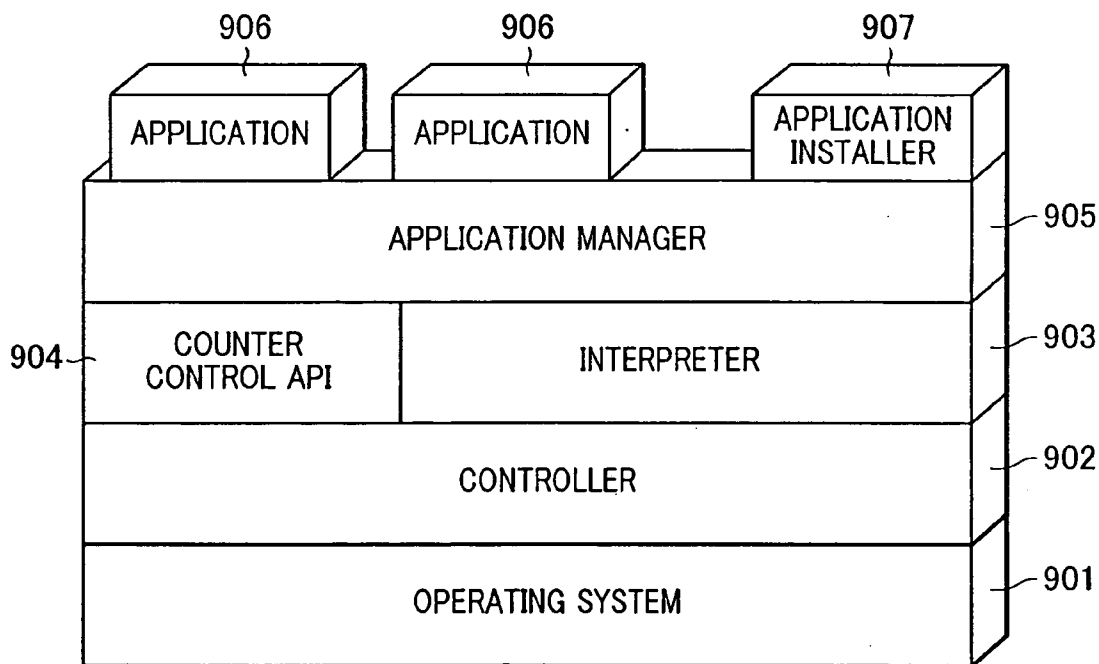 906
906
907
APPLICATION
APPLICATION
APPLICATION
INSTALLER
905
APPLICATION MANAGER
904
COUNTER
CONTROL API
INTERPRETER
903
CONTROLLER
902
OPERATING SYSTEM
901